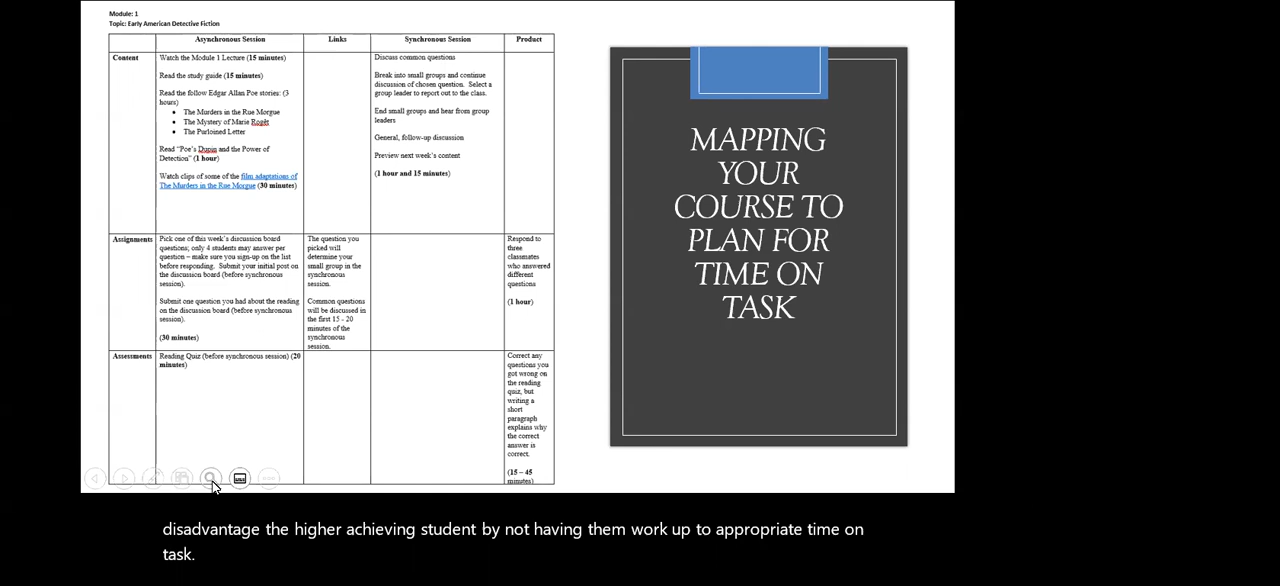 Module: 1
Topic: Early American Detective Fiction
Asynchronous Session
Links
Synchronous Session
Product
Content
Watch the Module 1 Lecture (15 minutes)
Read the study guide (15 minutes)
Read the follow Edgar Allan Poe stories: (3
hours)
• The Murders in the Rue Morgue
• The Mystery of Marie Rogêt
• The Purloined Letter
Read “Poe’s Dupin and the Power of
Detection” (1 hour)
Watch clips of some of the film adaptations of
The Murders in the Rue Morgue (30 minutes)
Discuss common questions
Break into small groups and continue
discussion of chosen question. Select a
group leader to report out to the class.
End small groups and hear from group
leaders
General, follow-up discussion
Preview next week’s content
(1 hour and 15 minutes)
Assignments
Pick one of this week’s discussion board
questions; only 4 students may answer per
question – make sure you sign-up on the list
before responding. Submit your initial post on
the discussion board (before synchronous
session).
Submit one question you had about the reading
on the discussion board (before synchronous
session).
(30 minutes)
The question you
picked will
determine your
small group in the
synchronous
session.
Common questions
will be discussed in
the first 15 - 20
minutes of the
synchronous
session.
Respond to
three
classmates
who answered
different
questions
(1 hour)
Assessments
Reading Quiz (before synchronous session) (20
minutes)
Correct any
questions you
got wrong on
the reading
quiz, but
writing a
short
paragraph
explains why
the correct
answer is
correct.
(15 – 45
minutes)
MAPPING
YOUR
COURSE TO
PLAN FOR
TIME ON
TASK
disadvantage the higher achieving student by not having them work up to appropriate time on
task.